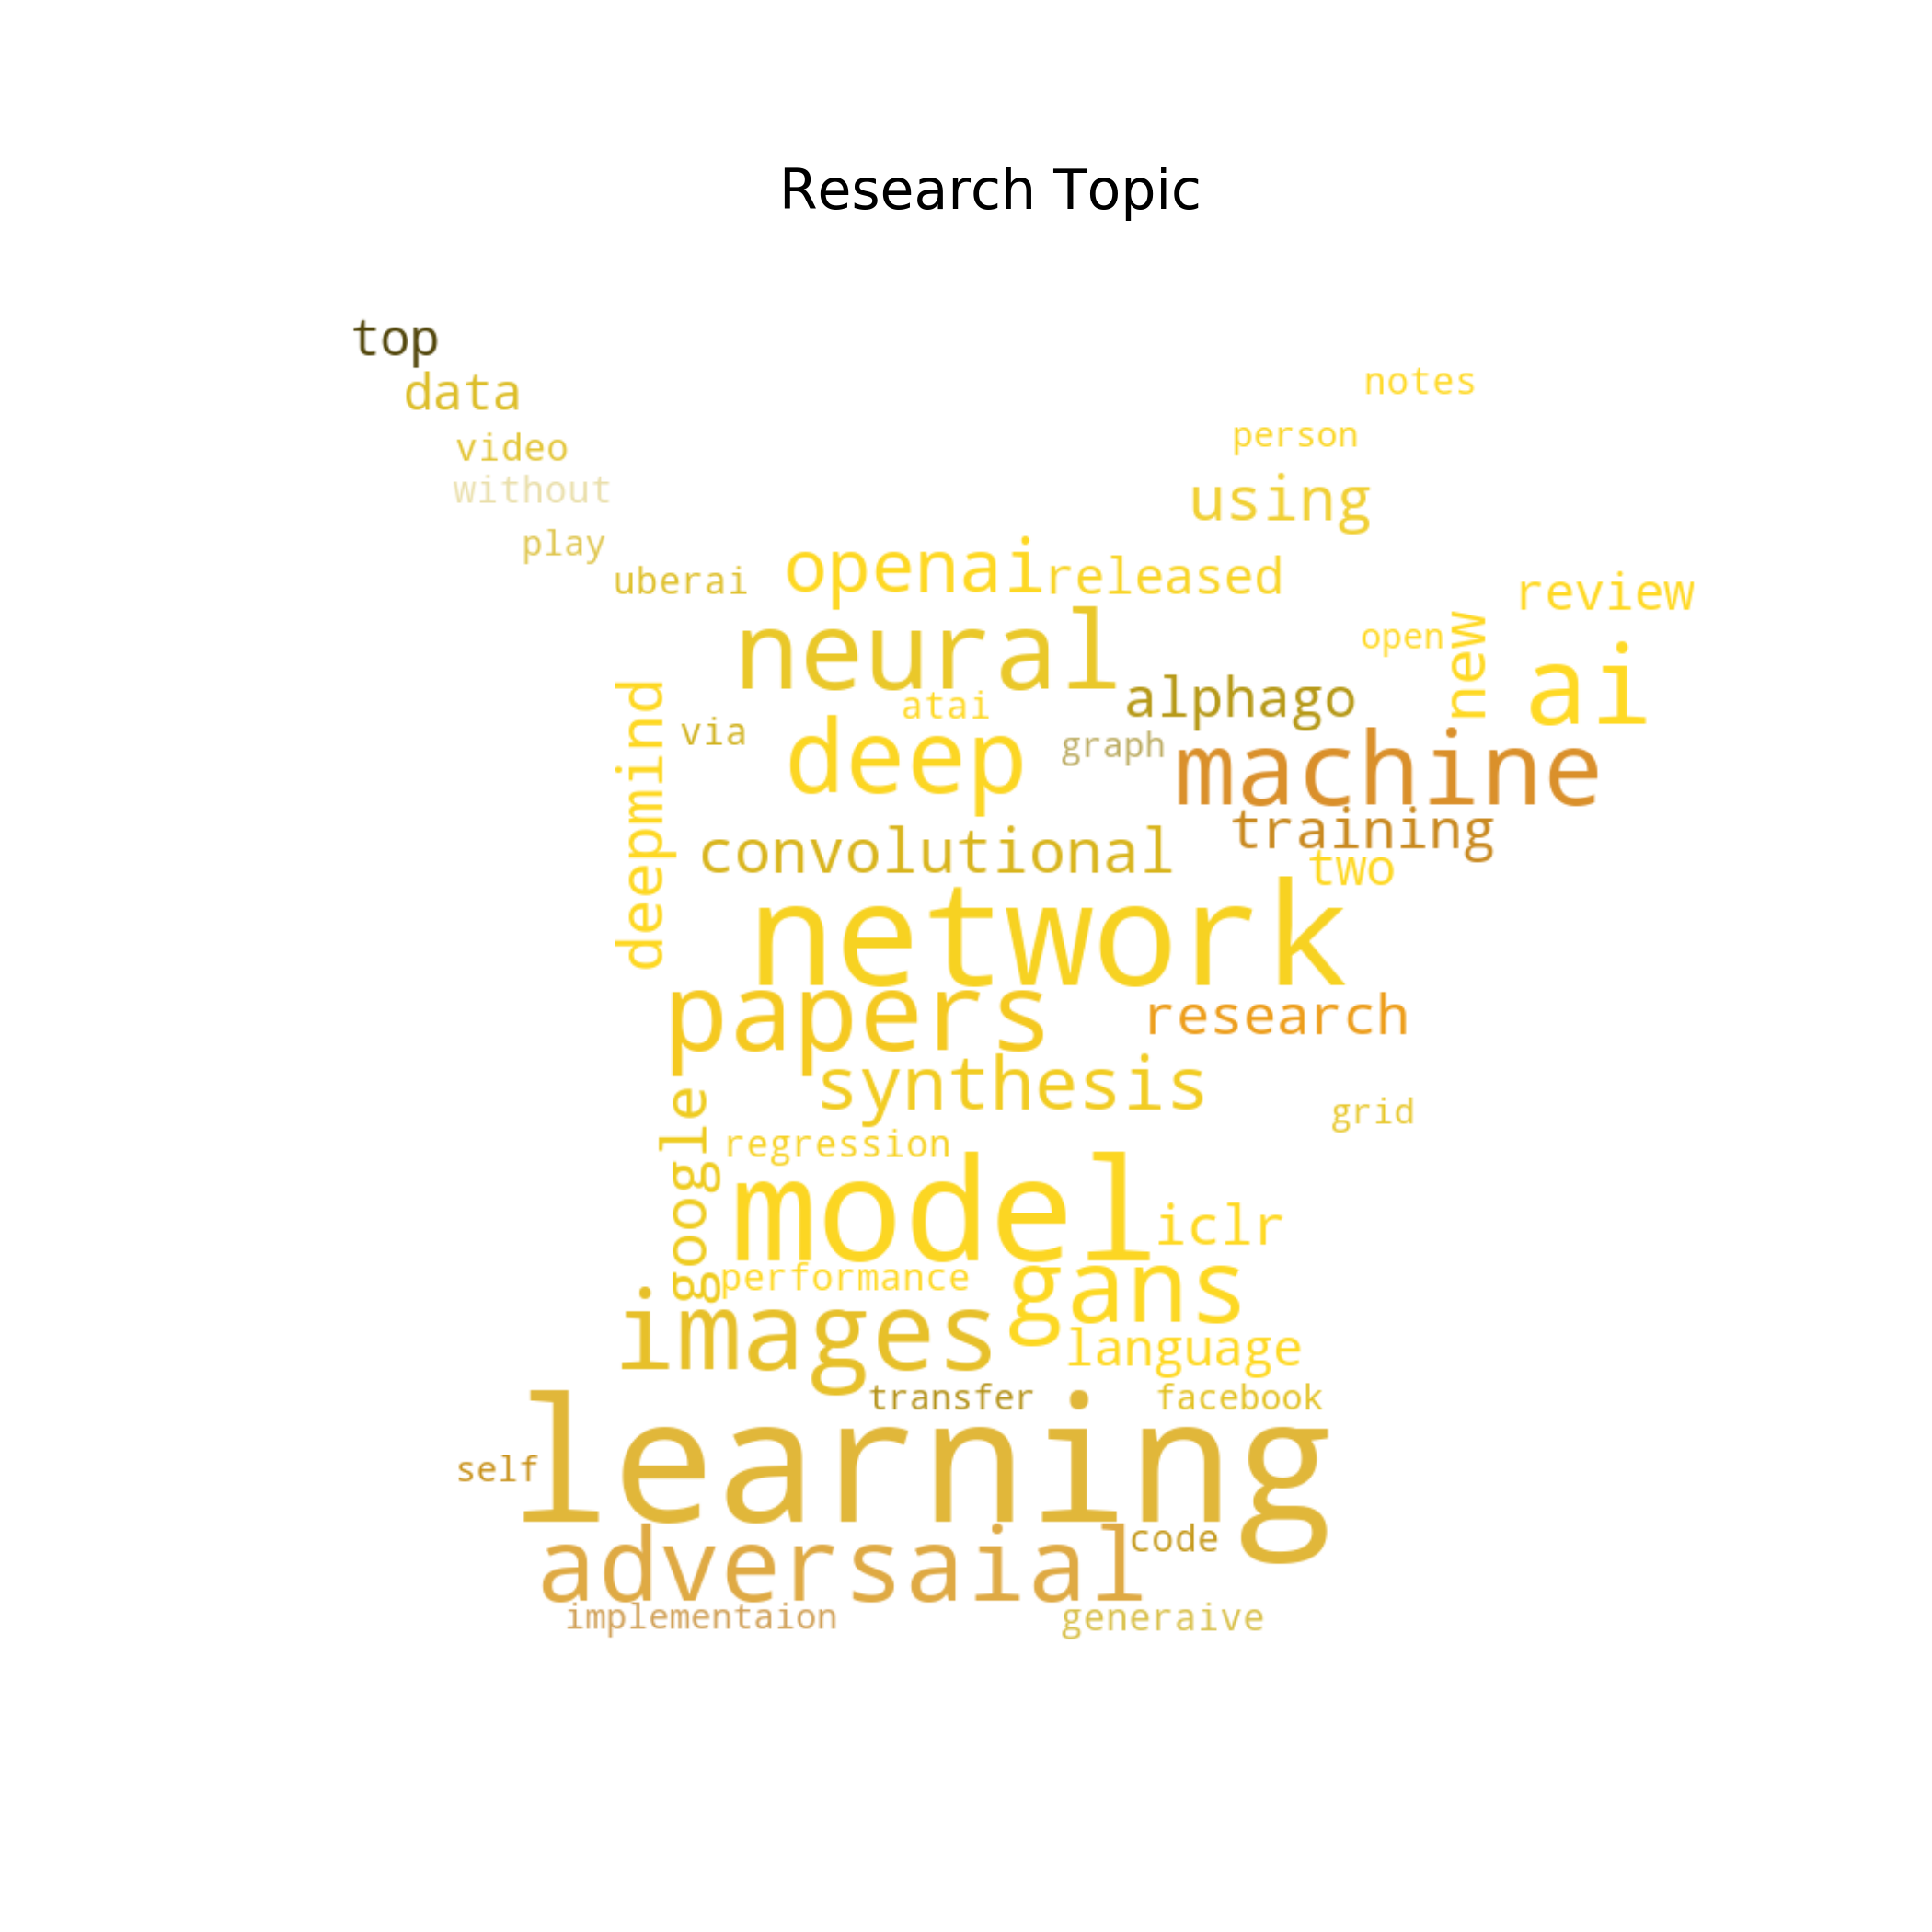 Research Topic
top
data
notes
video
person
without
using
play
uberai
openai
released
review
neural
open
new
ai
atai
alphago
deepmind
via
deep
graph
machine
convolutional
training
two
network
papers
research
synthesis
grid
google
regression
model
iclr
performance
gans
images
language
transfer
facebook
learning
self
adversaial
code
implementaion
generaive